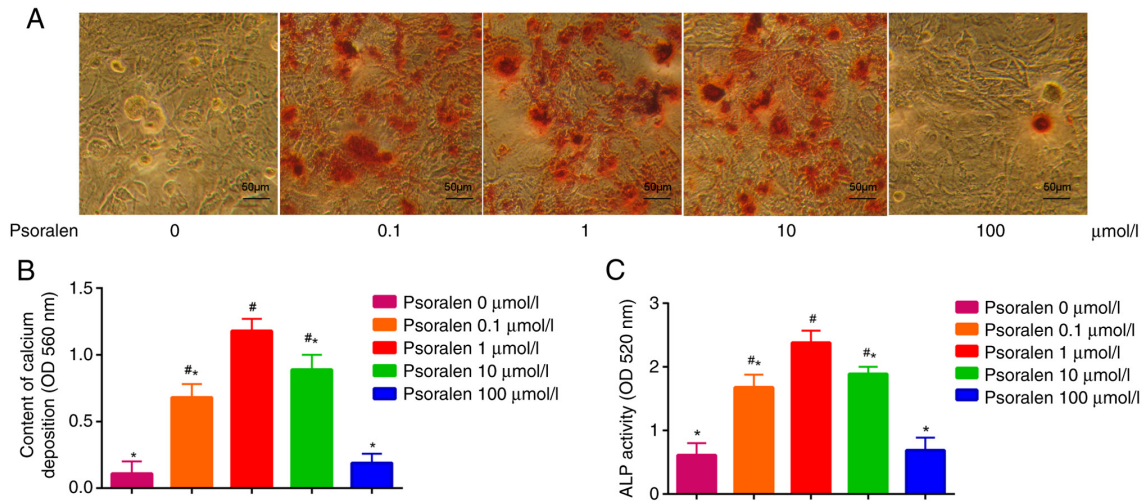 A
50μm 50μm 50μm 50μm 50μm
Psoralen 0 0.1 1 10 100 μmol/l
B
Content of calcium
deposition (OD 560 nm)
1.5
1.0
0.5
0.0
*
#*
#
#*
*
Psoralen 0 μmol/l
Psoralen 0.1 μmol/l
Psoralen 1 μmol/l
Psoralen 10 μmol/l
Psoralen 100 μmol/l
C
ALP activity (OD 520 nm)
3
2
1
0
*
#*
#
#*
*
Psoralen 0 μmol/l
Psoralen 0.1 μmol/l
Psoralen 1 μmol/l
Psoralen 10 μmol/l
Psoralen 100 μmol/l